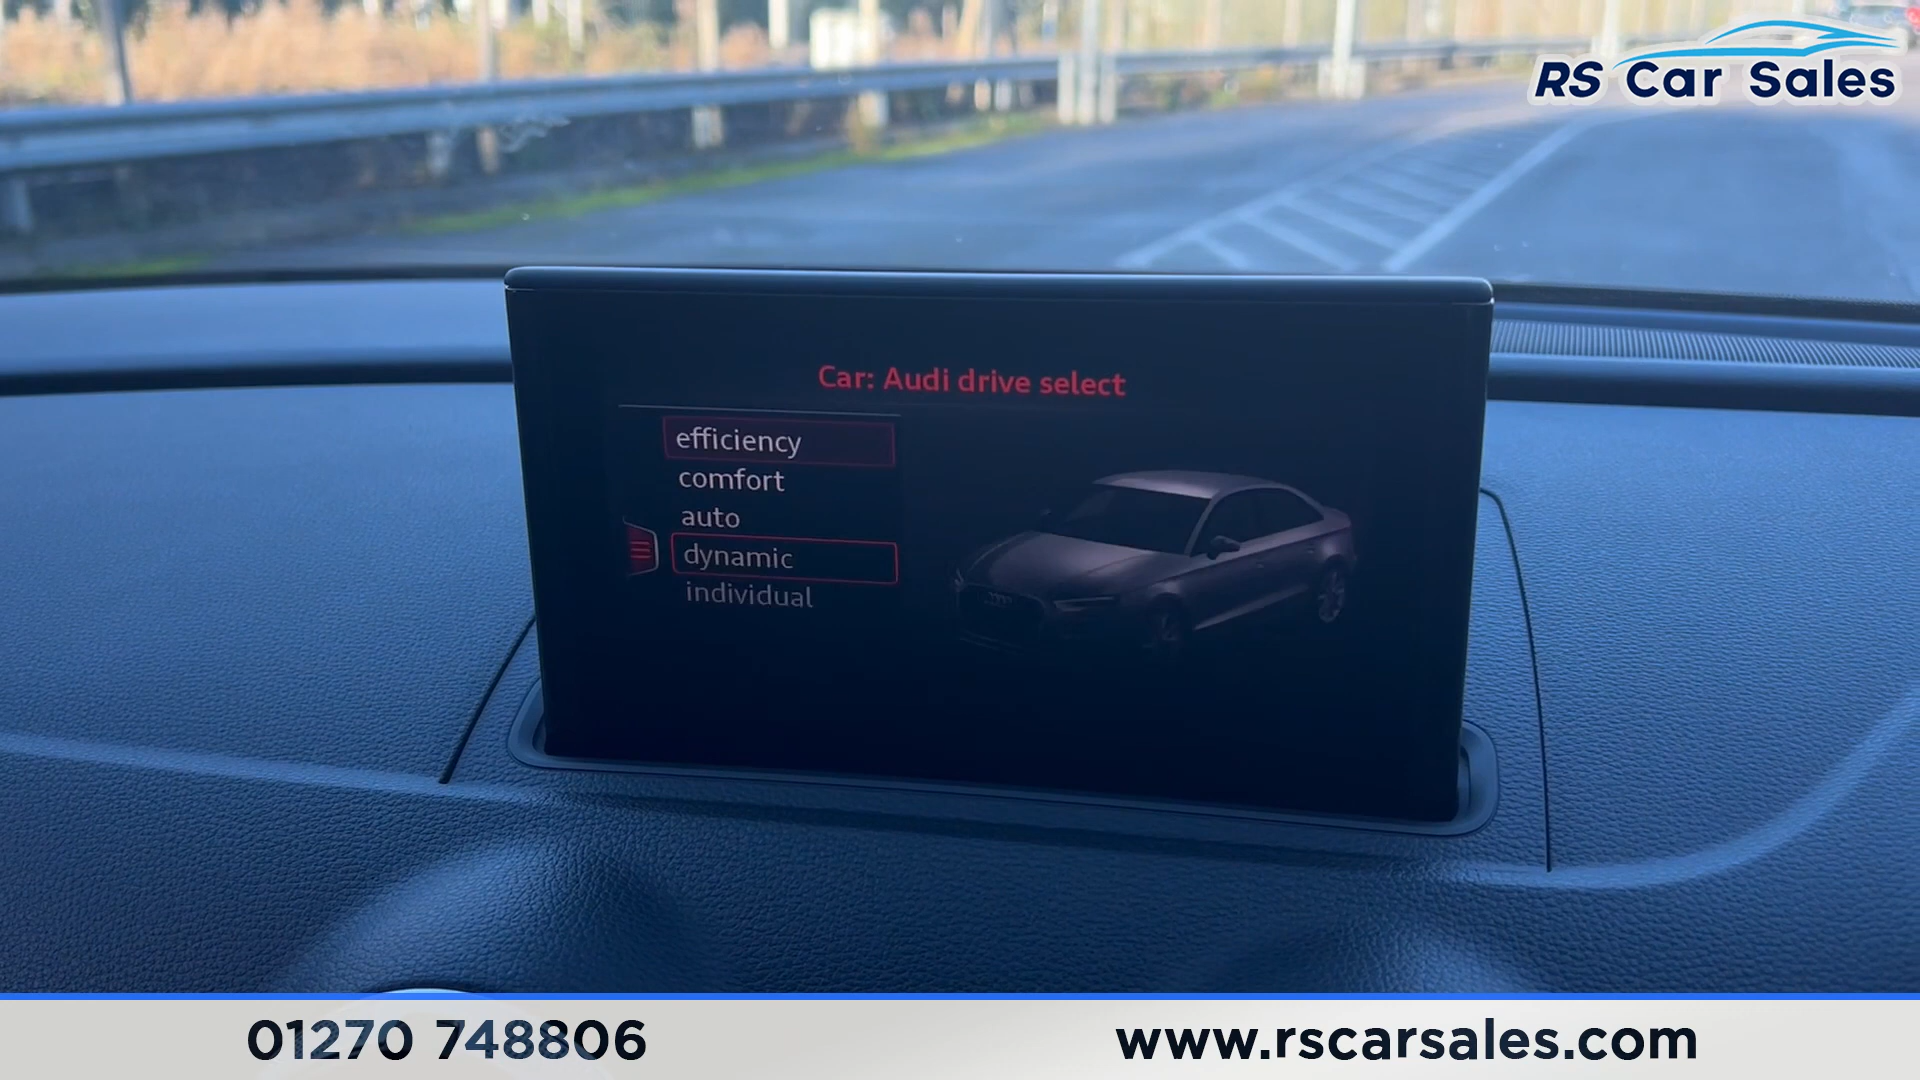 RS Car Sales
Car: Audi drive select
efficiency
comfort
auto
dynamic
individual
01270 748806
www.rscarsales.com